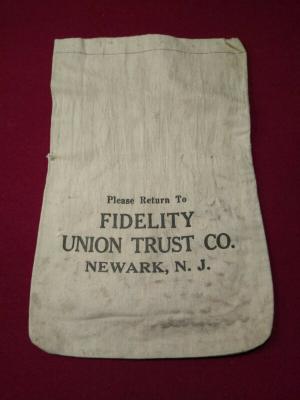 Please Return To
FIDELITY
UNION TRUST CO.
NEWARK, N. J.